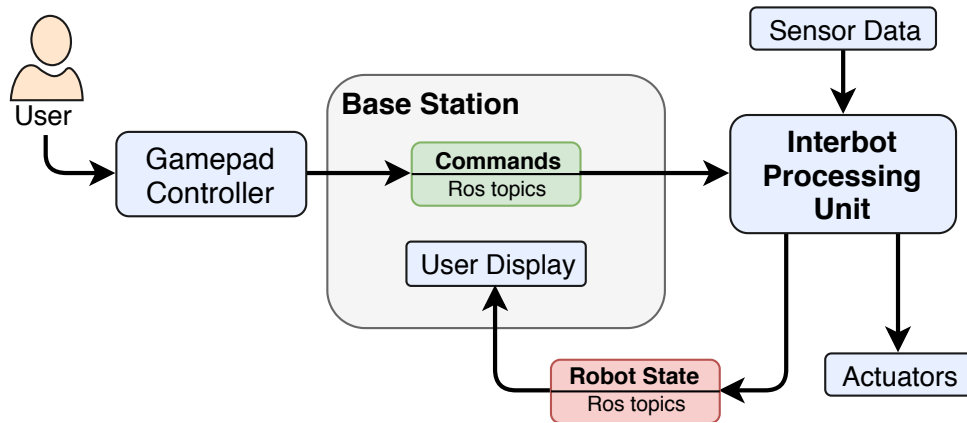 User
Gamepad
Controller
Base Station
Commands
Ros topics
User Display
Sensor Data
Interbot
Processing
Unit
Robot State
Ros topics
Actuators